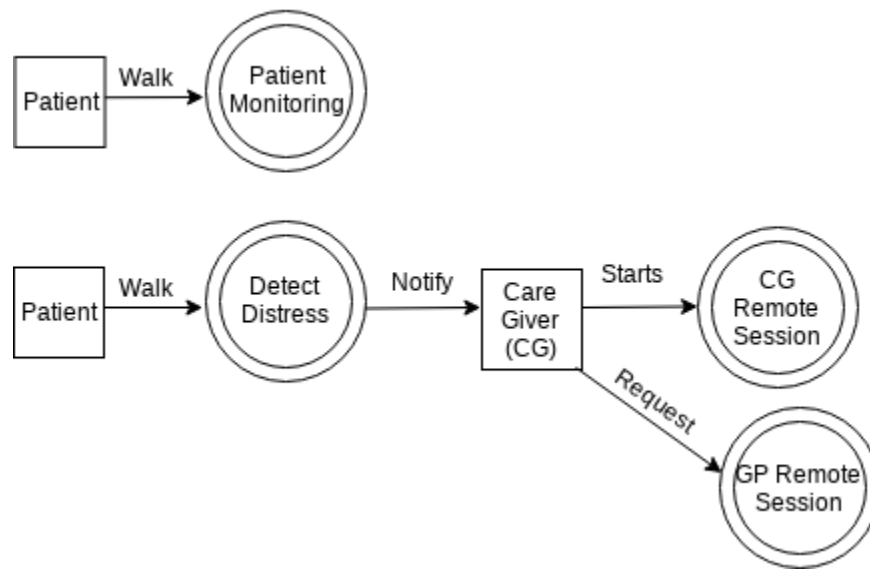 Walk
Patient
Patient
Monitoring
Patient
Walk
Detect
Distress
Notify
Care
Giver
(CG)
Starts
CG
Remote
Session
Request
GP Remote
Session